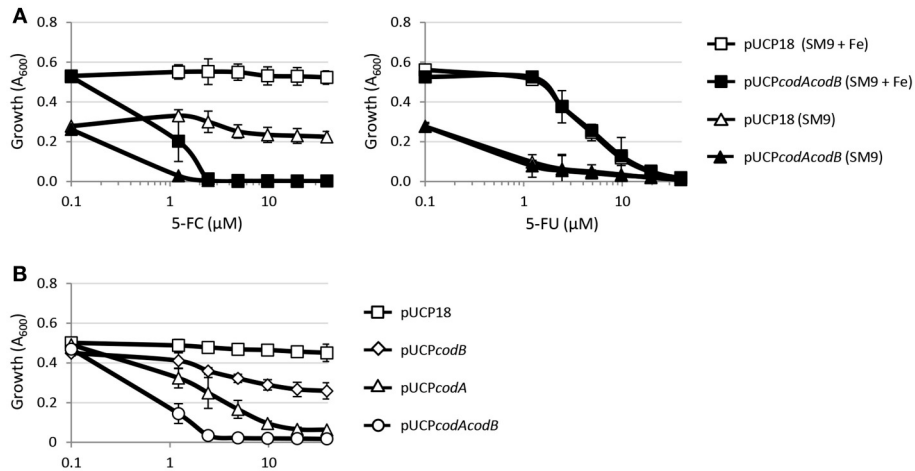 A
Growth (A600)
0.8
0.6
0.4
0.2
0.0
0.1 1 10
5-FC (µM)
Growth (A600)
0.8
0.6
0.4
0.2
0.0
0.1 1 10
5-FU (µM)
pUCP18 (SM9 + Fe)
pUCPcodAcodB (SM9 + Fe)
pUCP18 (SM9)
pUCPcodAcodB (SM9)
B
Growth (A600)
0.8
0.6
0.4
0.2
0
0.1 1 10
pUCP18
pUCPcodB
pUCPcodA
pUCPcodAcodB